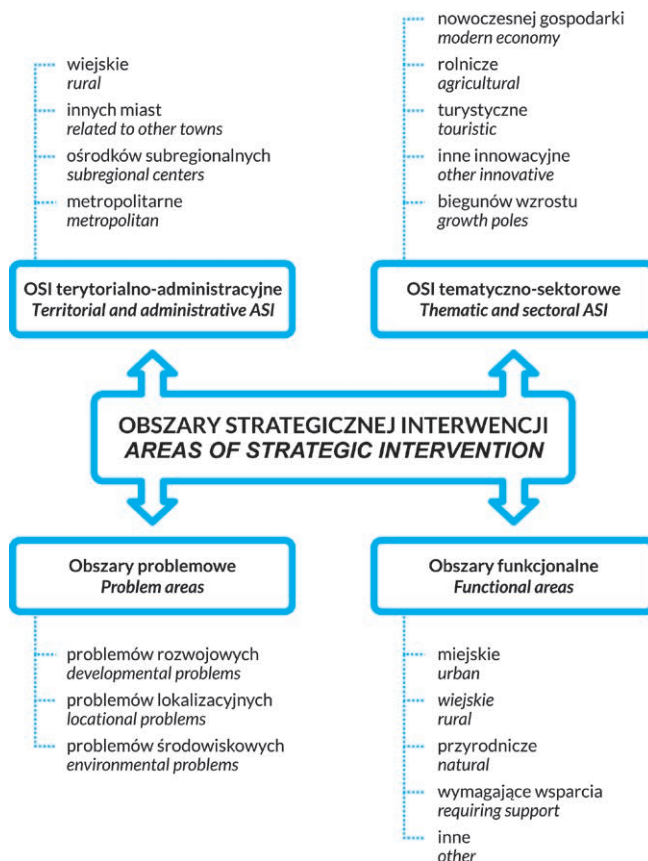 wiejskie
rural
innych miast
related to other towns
ośrodków subregionalnych
subregional centers
metropolitarne
metropolitan
OSI terytorialno-administracyjne
Territorial and administrative ASI
nowoczesnej gospodarki
modern economy
rolnicze
agricultural
turystyczne
touristic
inne innowacyjne
other innovative
biegunów wzrostu
growth poles
OSI tematyczno-sektorowe
Thematic and sectoral ASI
OBSZARY STRATEGICZNEJ INTERWENCJI
AREAS OF STRATEGIC INTERVENTION
Obszary problemowe
Problem areas
problemów rozwojowych
developmental problems
problemów lokalizacyjnych
locational problems
problemów środowiskowych
environmental problems
Obszary funkcjonalne
Functional areas
miejskie
urban
wiejskie
rural
przyrodnicze
natural
wymagające wsparcia
requiring support
inne
other